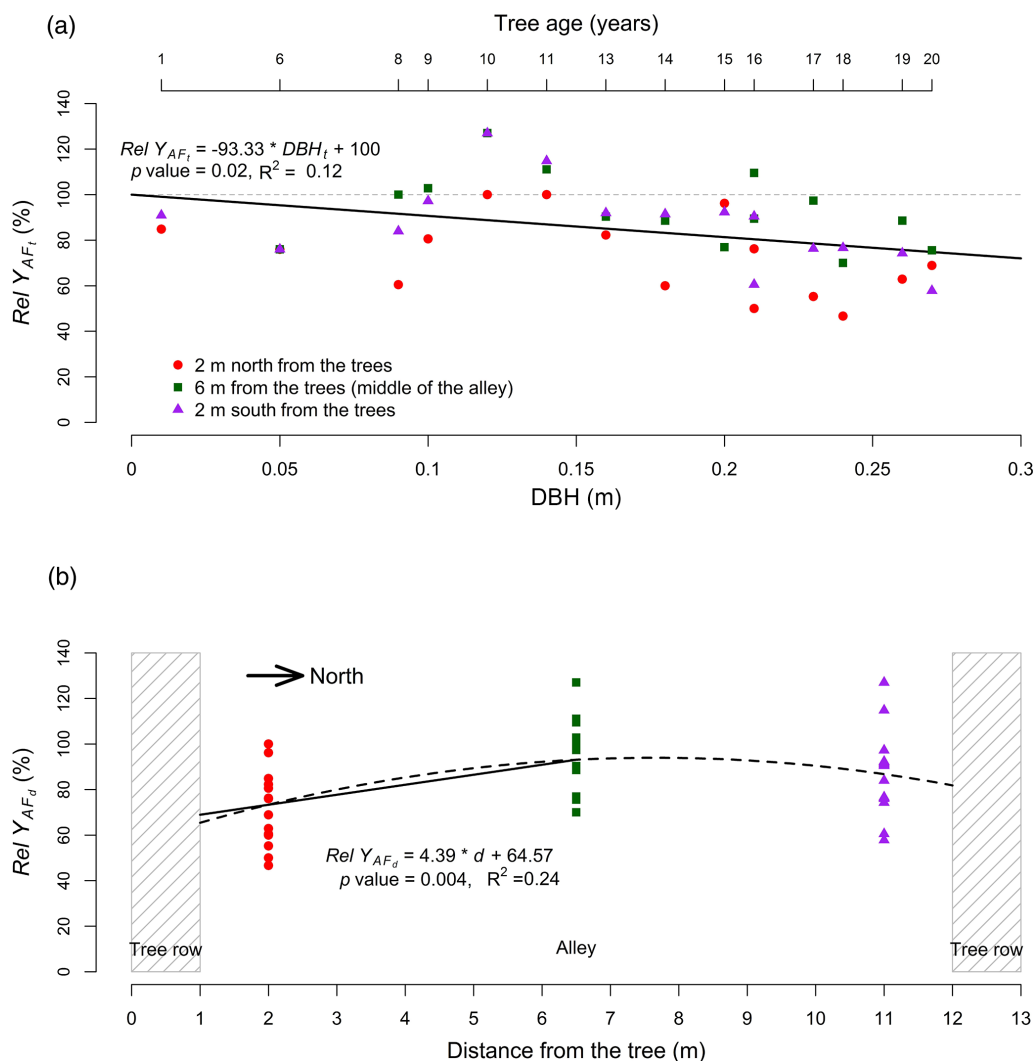 (a)
Tree age (years)
1 6 8 9 10 11 13 14 15 16 17 18 19 20
140
120
100
80
60
40
20
0
Rel Y_AF_t (%)
Rel Y_AF_t = -93.33 * DBH_t + 100
p value = 0.02, R² = 0.12
2 m north from the trees
6 m from the trees (middle of the alley)
2 m south from the trees
0 0.05 0.1 0.15 0.2 0.25 0.3
DBH (m)
(b)
140
120
100
80
60
40
20
0
Rel Y_AF_d (%)
North
Rel Y_AF_d = 4.39 * d + 64.57
p value = 0.004, R² =0.24
Tree row
Alley
Tree row
0 1 2 3 4 5 6 7 8 9 10 11 12 13
Distance from the tree (m)